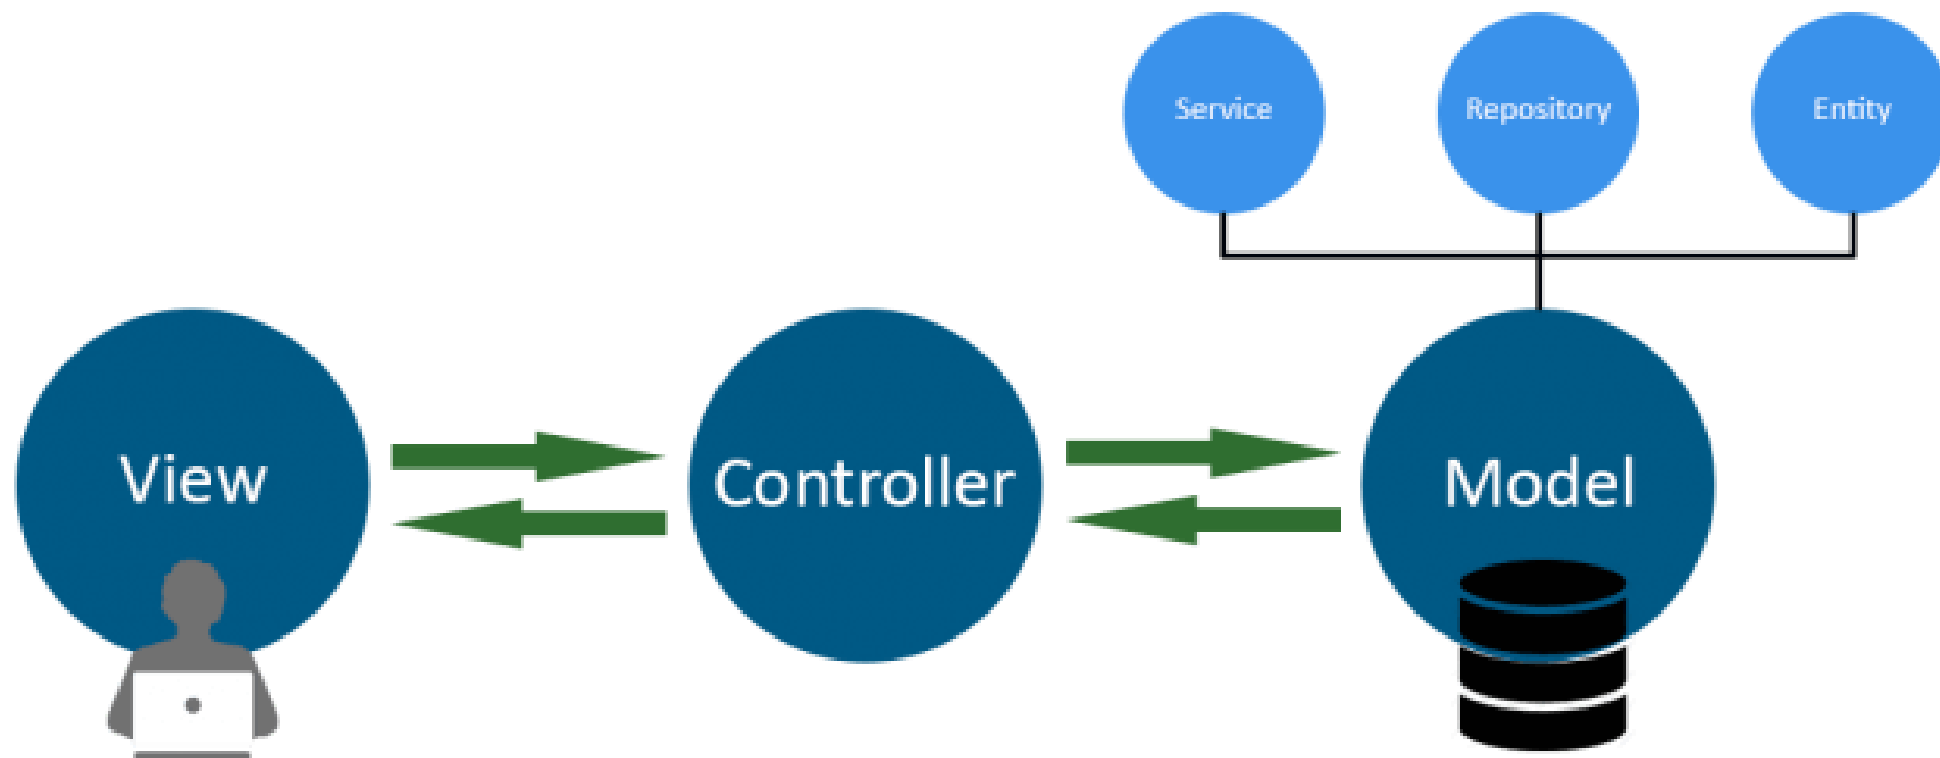 Service
Repository
Entity
View
Controller
Model